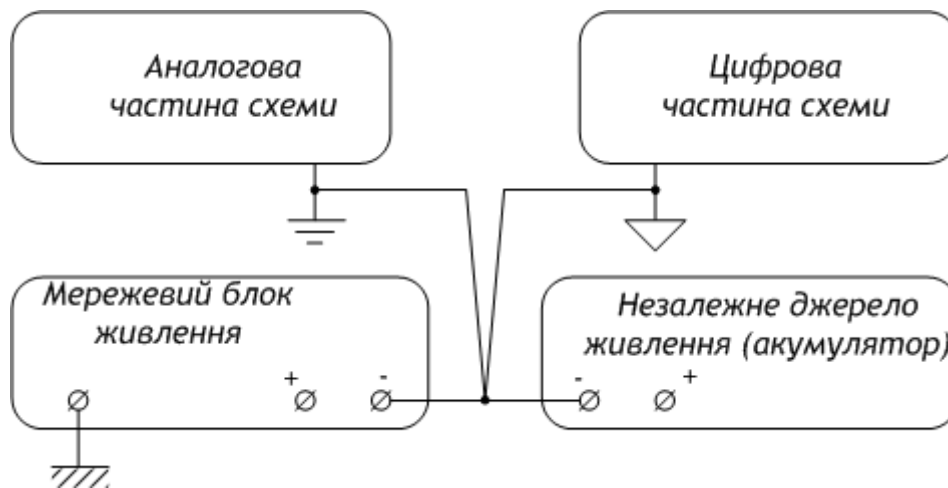 Аналогова
частина схеми
Цифрова
частина схеми
Мережевий блок
живлення
+ -
Незалежне джерело
живлення (акумулятор)
- +